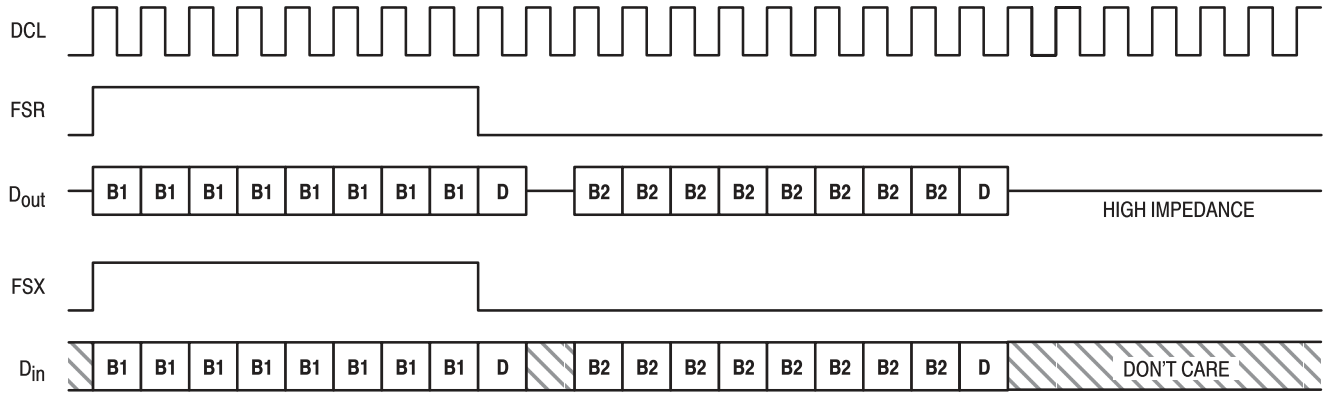 DCL
FSR
Dout B1 B1 B1 B1 B1 B1 B1 B1 D B2 B2 B2 B2 B2 B2 B2 B2 D
HIGH IMPEDANCE
FSX
Din B1 B1 B1 B1 B1 B1 B1 B1 D B2 B2 B2 B2 B2 B2 B2 B2 D DON'T CARE